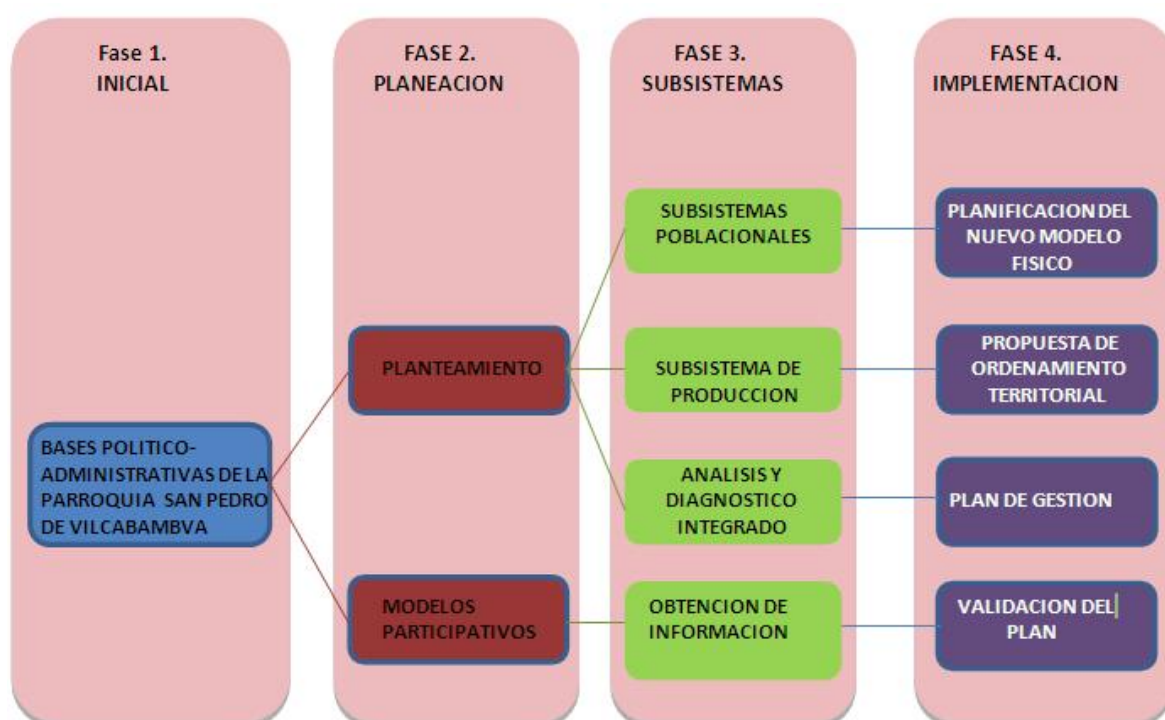 Fase 1.
INICIAL
FASE 2.
PLANEACION
FASE 3.
SUBSISTEMAS
FASE 4.
IMPLEMENTACION
BASES POLITICO-
ADMINISTRATIVAS DE LA
PARROQUIA SAN PEDRO
DE VILCABAMBVA
PLANTEAMIENTO
MODELOS
PARTICIPATIVOS
SUBSISTEMAS
POBLACIONALES
SUBSISTEMA DE
PRODUCCION
ANALISIS Y
DIAGNOSTICO
INTEGRADO
OBTENCION DE
INFORMACION
PLANIFICACION DEL
NUEVO MODELO
FISICO
PROPUESTA DE
ORDENAMIENTO
TERRITORIAL
PLAN DE GESTION
VALIDACION DEL
PLAN